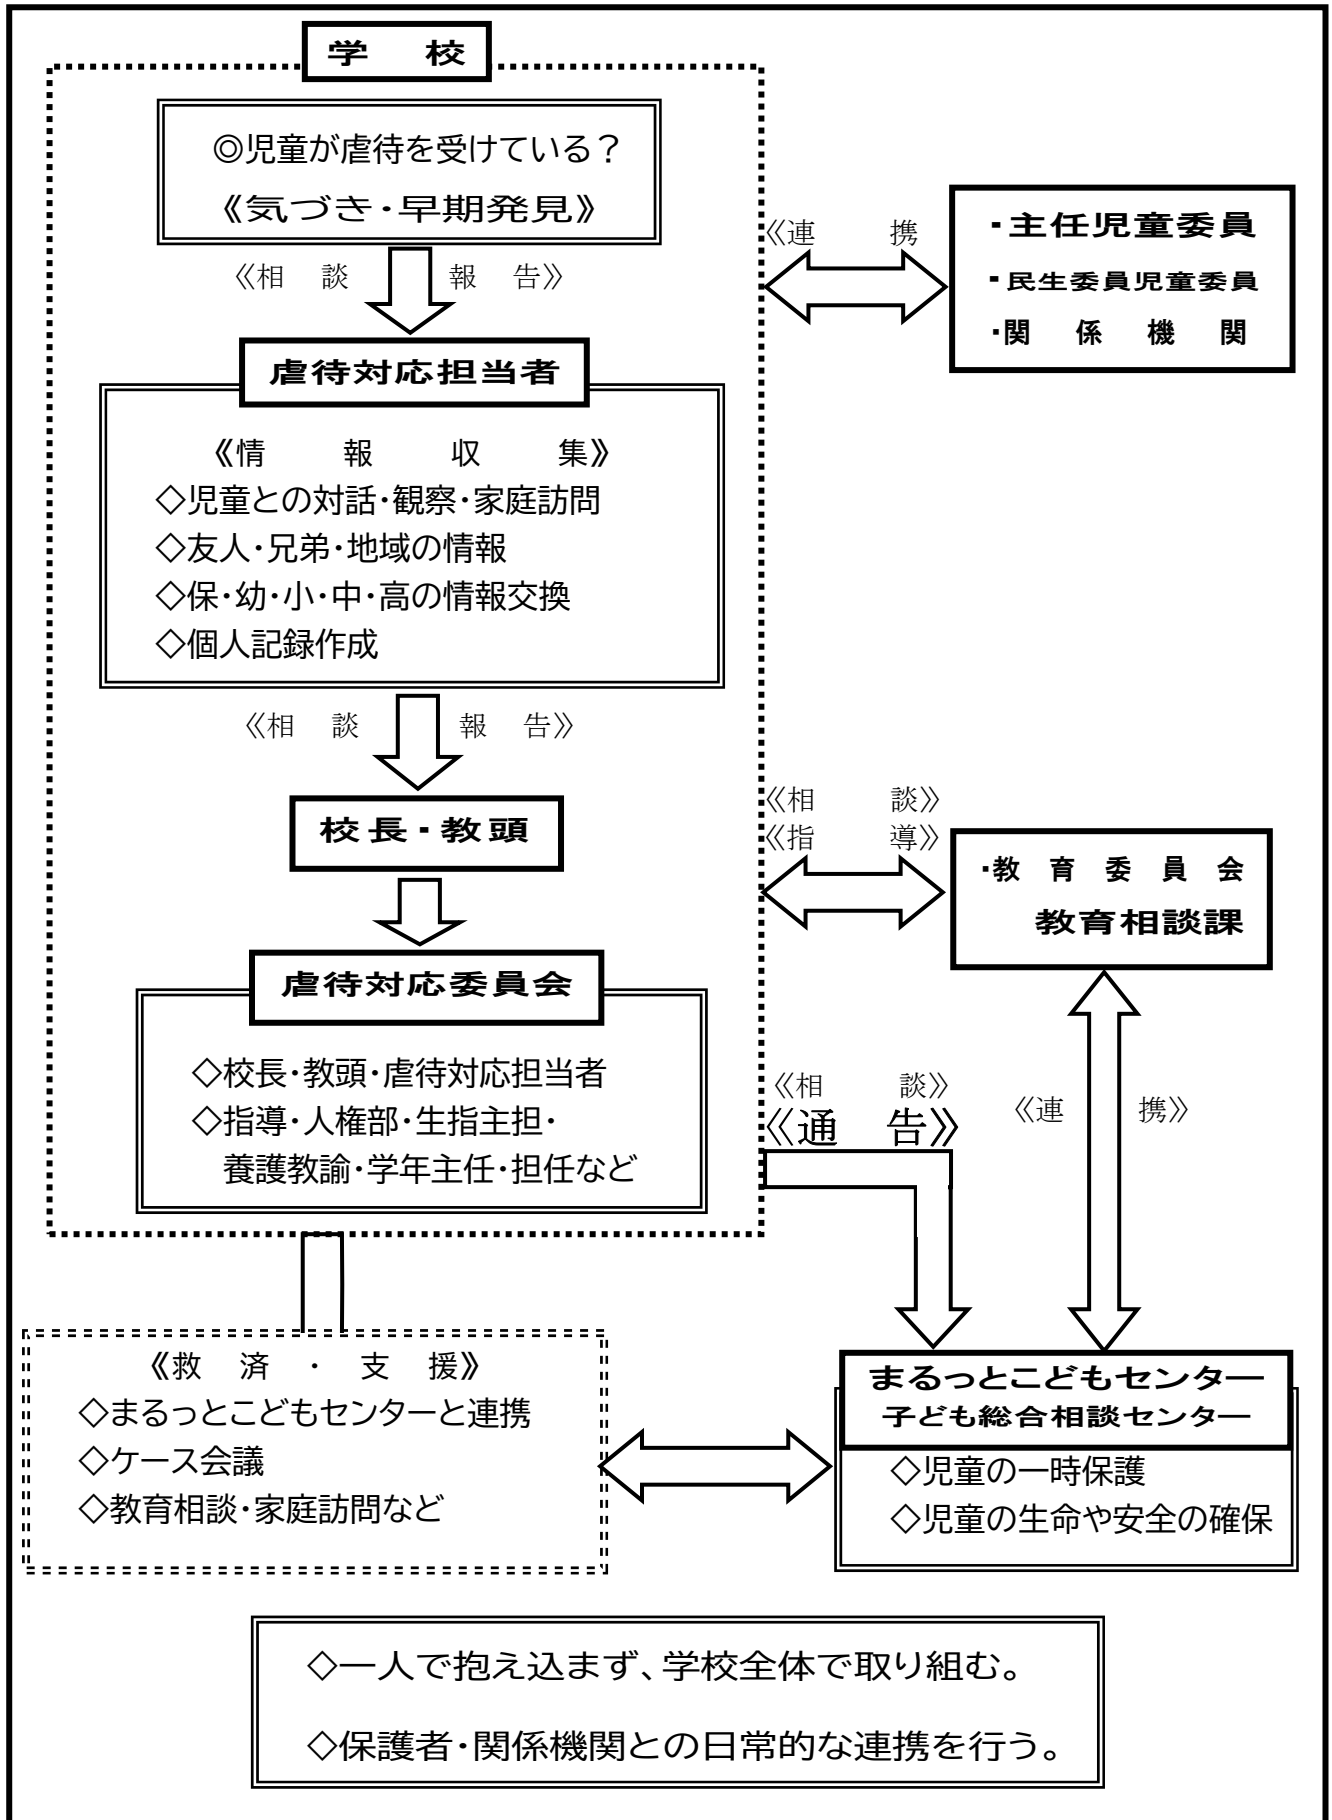 学 校
◎児童が虐待を受けている？
《気づき・早期発見》
《相 談 報 告》
虐待対応担当者
《情 報 収 集》
◇児童との対話・観察・家庭訪問
◇友人・兄弟・地域の情報
◇保・幼・小・中・高の情報交換
◇個人記録作成
《相 談 報 告》
校長・教頭
虐待対応委員会
◇校長・教頭・虐待対応担当者
◇指導・人権部・生指主担・
養護教諭・学年主任・担任など
《連 携
・主任児童委員
・民生委員児童委員
・関 係 機 関
《相 談》
《指 導》
・教 育 委 員 会
教育相談課
《相 談》
《通 告》
《連 携》
《救 済 ・ 支 援》
◇まるっとこどもセンターと連携
◇ケース会議
◇教育相談・家庭訪問など
まるっとこどもセンター
子ども総合相談センター
◇児童の一時保護
◇児童の生命や安全の確保
◇一人で抱え込まず、学校全体で取り組む。
◇保護者・関係機関との日常的な連携を行う。